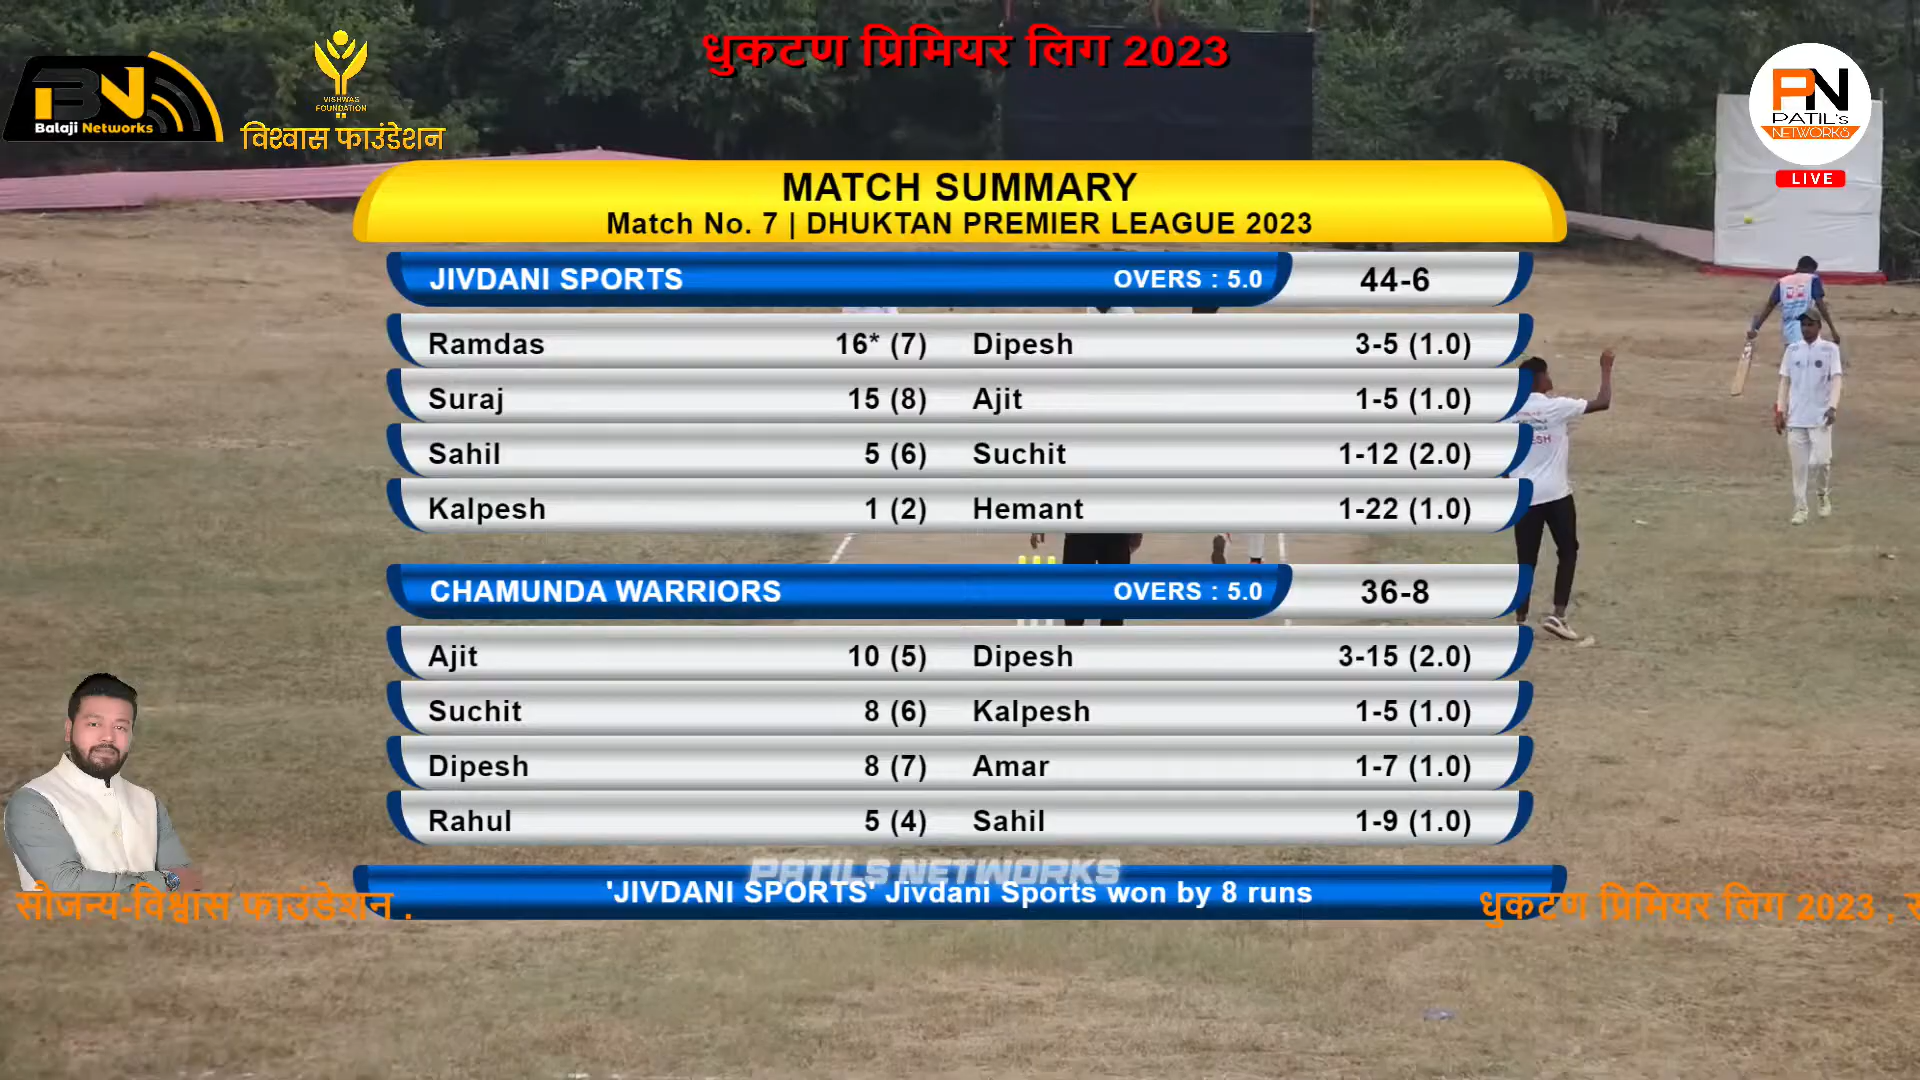 धुकटण प्रिमियर लिग 2023
BN
Balaji Networks
VISHWAS
FOUNDATION
विश्वास फाउंडेशन
PN
PATIL's
NETWORKS
LIVE
MATCH SUMMARY
Match No. 7 | DHUKTAN PREMIER LEAGUE 2023
JIVDANI SPORTS OVERS : 5.0 44-6
Ramdas 16* (7) Dipesh 3-5 (1.0)
Suraj 15 (8) Ajit 1-5 (1.0)
Sahil 5 (6) Suchit 1-12 (2.0)
Kalpesh 1 (2) Hemant 1-22 (1.0)
CHAMUNDA WARRIORS OVERS : 5.0 36-8
Ajit 10 (5) Dipesh 3-15 (2.0)
Suchit 8 (6) Kalpesh 1-5 (1.0)
Dipesh 8 (7) Amar 1-7 (1.0)
Rahul 5 (4) Sahil 1-9 (1.0)
PATILS NETWORKS
'JIVDANI SPORTS' Jivdani Sports won by 8 runs
सौजन्य-विश्वास फाउंडेशन . धुकटण प्रिमियर लिग 2023 ,